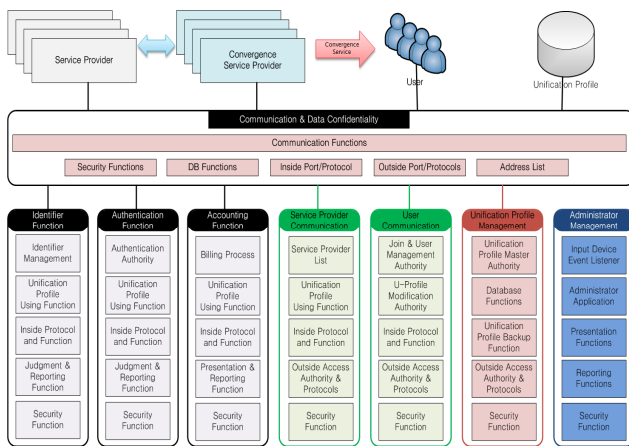 Service Provider
Convergence
Service Provider
Convergence
Service
User
Unification Profile
Communication & Data Confidentiality
Communication Functions
Security Functions
DB Functions
Inside Port/Protocol
Outside Port/Protocols
Address List
Identifier
Function
Identifier
Management
Unification
Profile
Using Function
Inside Protocol
and Function
Judgment &
Reporting
Function
Security
Function
Authentication
Function
Authentication
Authority
Unification
Profile
Using Function
Inside Protocol
and Function
Judgment &
Reporting
Function
Security
Function
Accounting
Function
Billing Process
Unification
Profile
Using Function
Inside Protocol
and Function
Presentation &
Reporting
Function
Security
Function
Service Provider
Communication
Service Provider
List
Unification
Profile
Using Function
Inside Protocol
and Function
Outside Access
Authority &
Protocols
Security
Function
User
Communication
Join & User
Management
Authority
U-Profile
Modification
Authority
Inside Protocol
and Function
Outside Access
Authority &
Protocols
Security
Function
Unification Profile
Management
Unification
Profile Master
Authority
Database
Functions
Unification
Profile Backup
Function
Outside Access
Authority &
Protocols
Security
Function
Administrator
Management
Input Device
Event Listener
Administrator
Application
Presentation
Functions
Reporting
Functions
Security
Function